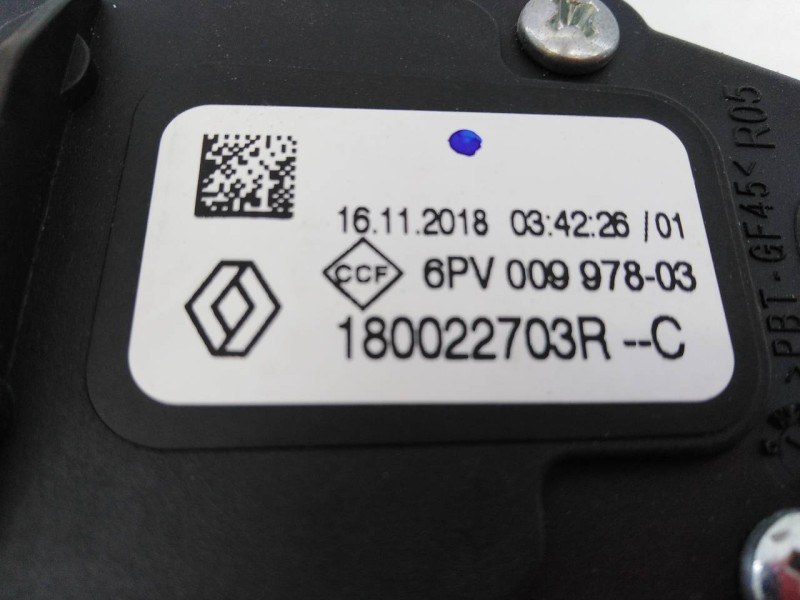 16.11.2018 03:42:26 /01
CCF 6PV 009 978-03
180022703R --C
>PBT-GF45< R05